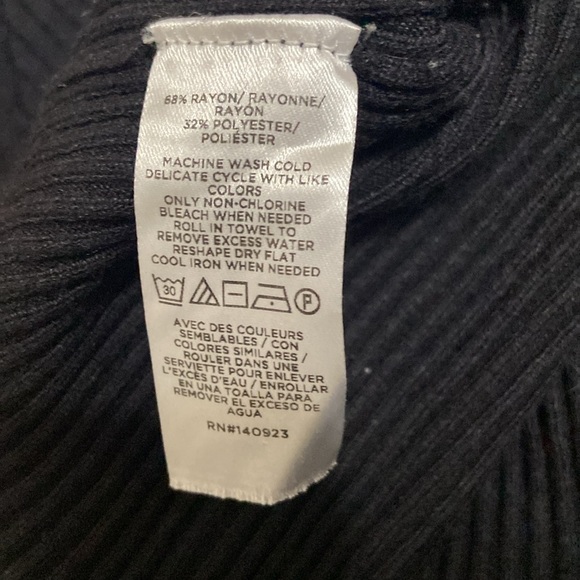 68% RAYON/ RAYONNE/
RAYÓN
32% POLYESTER/
POLIÉSTER
MACHINE WASH COLD
DELICATE CYCLE WITH LIKE
COLORS
ONLY NON-CHLORINE
BLEACH WHEN NEEDED
ROLL IN TOWEL TO
REMOVE EXCESS WATER
RESHAPE DRY FLAT
COOL IRON WHEN NEEDED
30 P
AVEC DES COULEURS
SEMBLABLES / CON
COLORES SIMILARES /
ROULER DANS UNE
SERVIETTE POUR ENLEVER
L'EXCÈS D'EAU / ENROLLAR
EN UNA TOALLA PARA
REMOVER EL EXCESO DE
AGUA
RN#140923